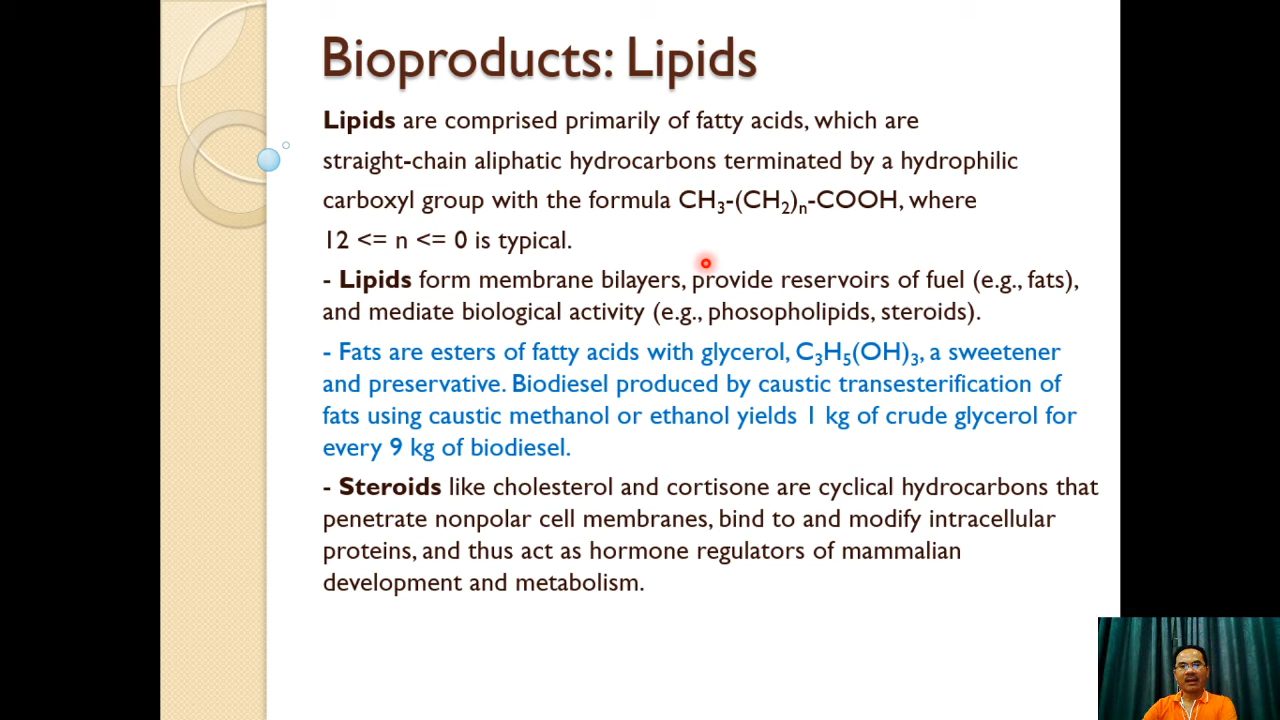 Bioproducts: Lipids
Lipids are comprised primarily of fatty acids, which are
straight-chain aliphatic hydrocarbons terminated by a hydrophilic
carboxyl group with the formula CH₃-(CH₂)ₙ-COOH, where
12 <= n <= 0 is typical.
- Lipids form membrane bilayers, provide reservoirs of fuel (e.g., fats),
and mediate biological activity (e.g., phosopholipids, steroids).
- Fats are esters of fatty acids with glycerol, C₃H₅(OH)₃, a sweetener
and preservative. Biodiesel produced by caustic transesterification of
fats using caustic methanol or ethanol yields 1 kg of crude glycerol for
every 9 kg of biodiesel.
- Steroids like cholesterol and cortisone are cyclical hydrocarbons that
penetrate nonpolar cell membranes, bind to and modify intracellular
proteins, and thus act as hormone regulators of mammalian
development and metabolism.